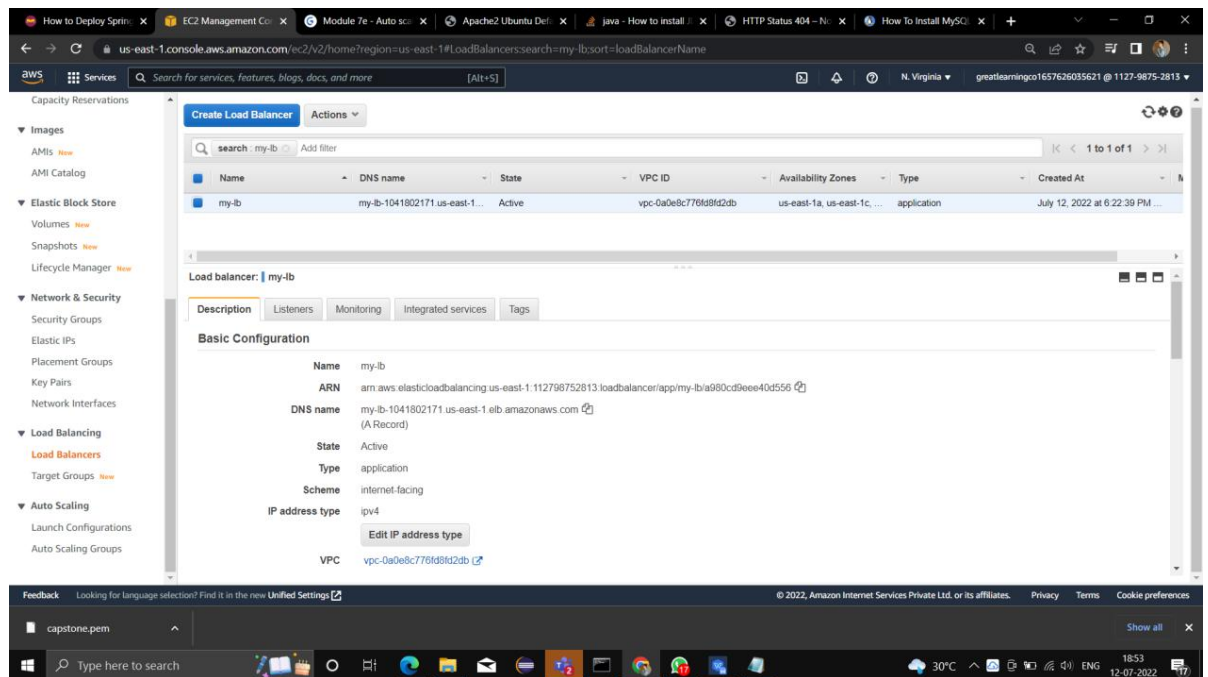 How to Deploy Spring
EC2 Management Con
Module 7e - Auto sca
Apache2 Ubuntu Defa
java - How to install J
HTTP Status 404 – No
How To Install MySQL
us-east-1.console.aws.amazon.com/ec2/v2/home?region=us-east-1#LoadBalancers:search=my-lb;sort=loadBalancerName
aws Services Search for services, features, blogs, docs, and more [Alt+S] N. Virginia greatlearningco1657626035621 @ 1127-9875-2813
Capacity Reservations
Images
AMIs New
AMI Catalog
Elastic Block Store
Volumes New
Snapshots New
Lifecycle Manager New
Network & Security
Security Groups
Elastic IPs
Placement Groups
Key Pairs
Network Interfaces
Load Balancing
Load Balancers
Target Groups New
Auto Scaling
Launch Configurations
Auto Scaling Groups
Create Load Balancer Actions
search : my-lb Add filter 1 to 1 of 1
Name DNS name State VPC ID Availability Zones Type Created At M
my-lb my-lb-1041802171.us-east-1... Active vpc-0a0e8c776fd8fd2db us-east-1a, us-east-1c, ... application July 12, 2022 at 6:22:39 PM ...
Load balancer: my-lb
Description Listeners Monitoring Integrated services Tags
Basic Configuration
Name my-lb
ARN arn:aws:elasticloadbalancing:us-east-1:112798752813:loadbalancer/app/my-lb/a980cd9eee40d556
DNS name my-lb-1041802171.us-east-1.elb.amazonaws.com
(A Record)
State Active
Type application
Scheme internet-facing
IP address type ipv4
Edit IP address type
VPC vpc-0a0e8c776fd8fd2db
Feedback Looking for language selection? Find it in the new Unified Settings © 2022, Amazon Internet Services Private Ltd. or its affiliates. Privacy Terms Cookie preferences
capstone.pem Show all
Type here to search 30°C ENG 18:53
12-07-2022